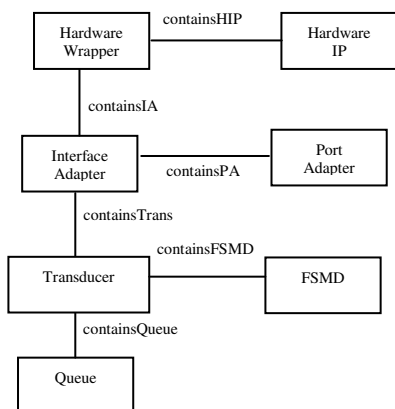 containsHIP
Hardware
Wrapper
Hardware
IP
containsIA
Interface
Adapter
containsPA
Port
Adapter
containsTrans
containsFSMD
Transducer
FSMD
containsQueue
Queue